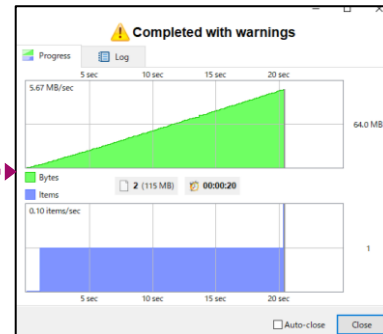 Completed with warnings
Progress
Log
5 sec 10 sec 15 sec 20 sec
5.67 MB/sec
64.0 MB
Bytes
Items
2 (115 MB) 00:00:20
0.10 items/sec
1
5 sec 10 sec 15 sec 20 sec
Auto-close
Close